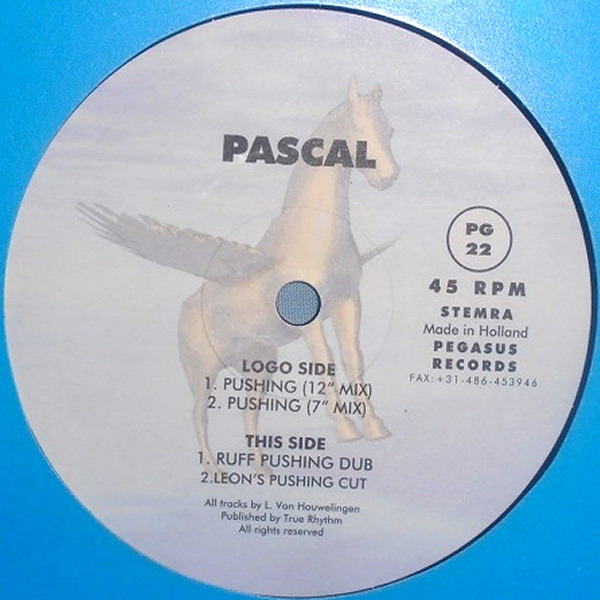 PASCAL
PG
22
45 RPM
STEMRA
Made in Holland
PEGASUS
RECORDS
FAX: +31-486-453946
LOGO SIDE
1. PUSHING (12” MIX)
2. PUSHING (7” MIX)
THIS SIDE
1. RUFF PUSHING DUB
2.LEON'S PUSHING CUT
All tracks by L. Van Houwelingen
Published by True Rhythm
All rights reserved